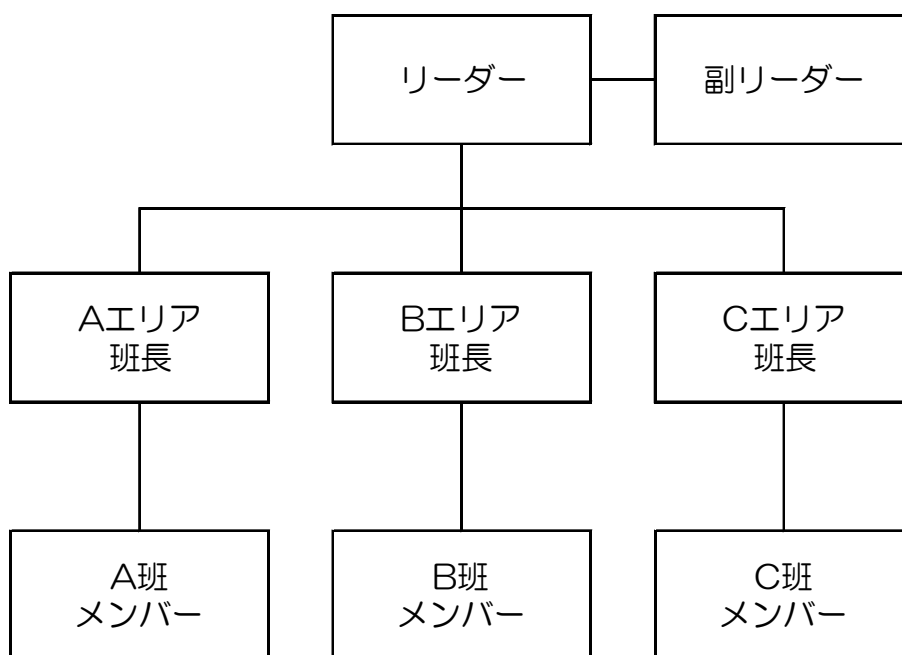 リーダー
副リーダー
Aエリア
班長
Bエリア
班長
Cエリア
班長
A班
メンバー
B班
メンバー
C班
メンバー